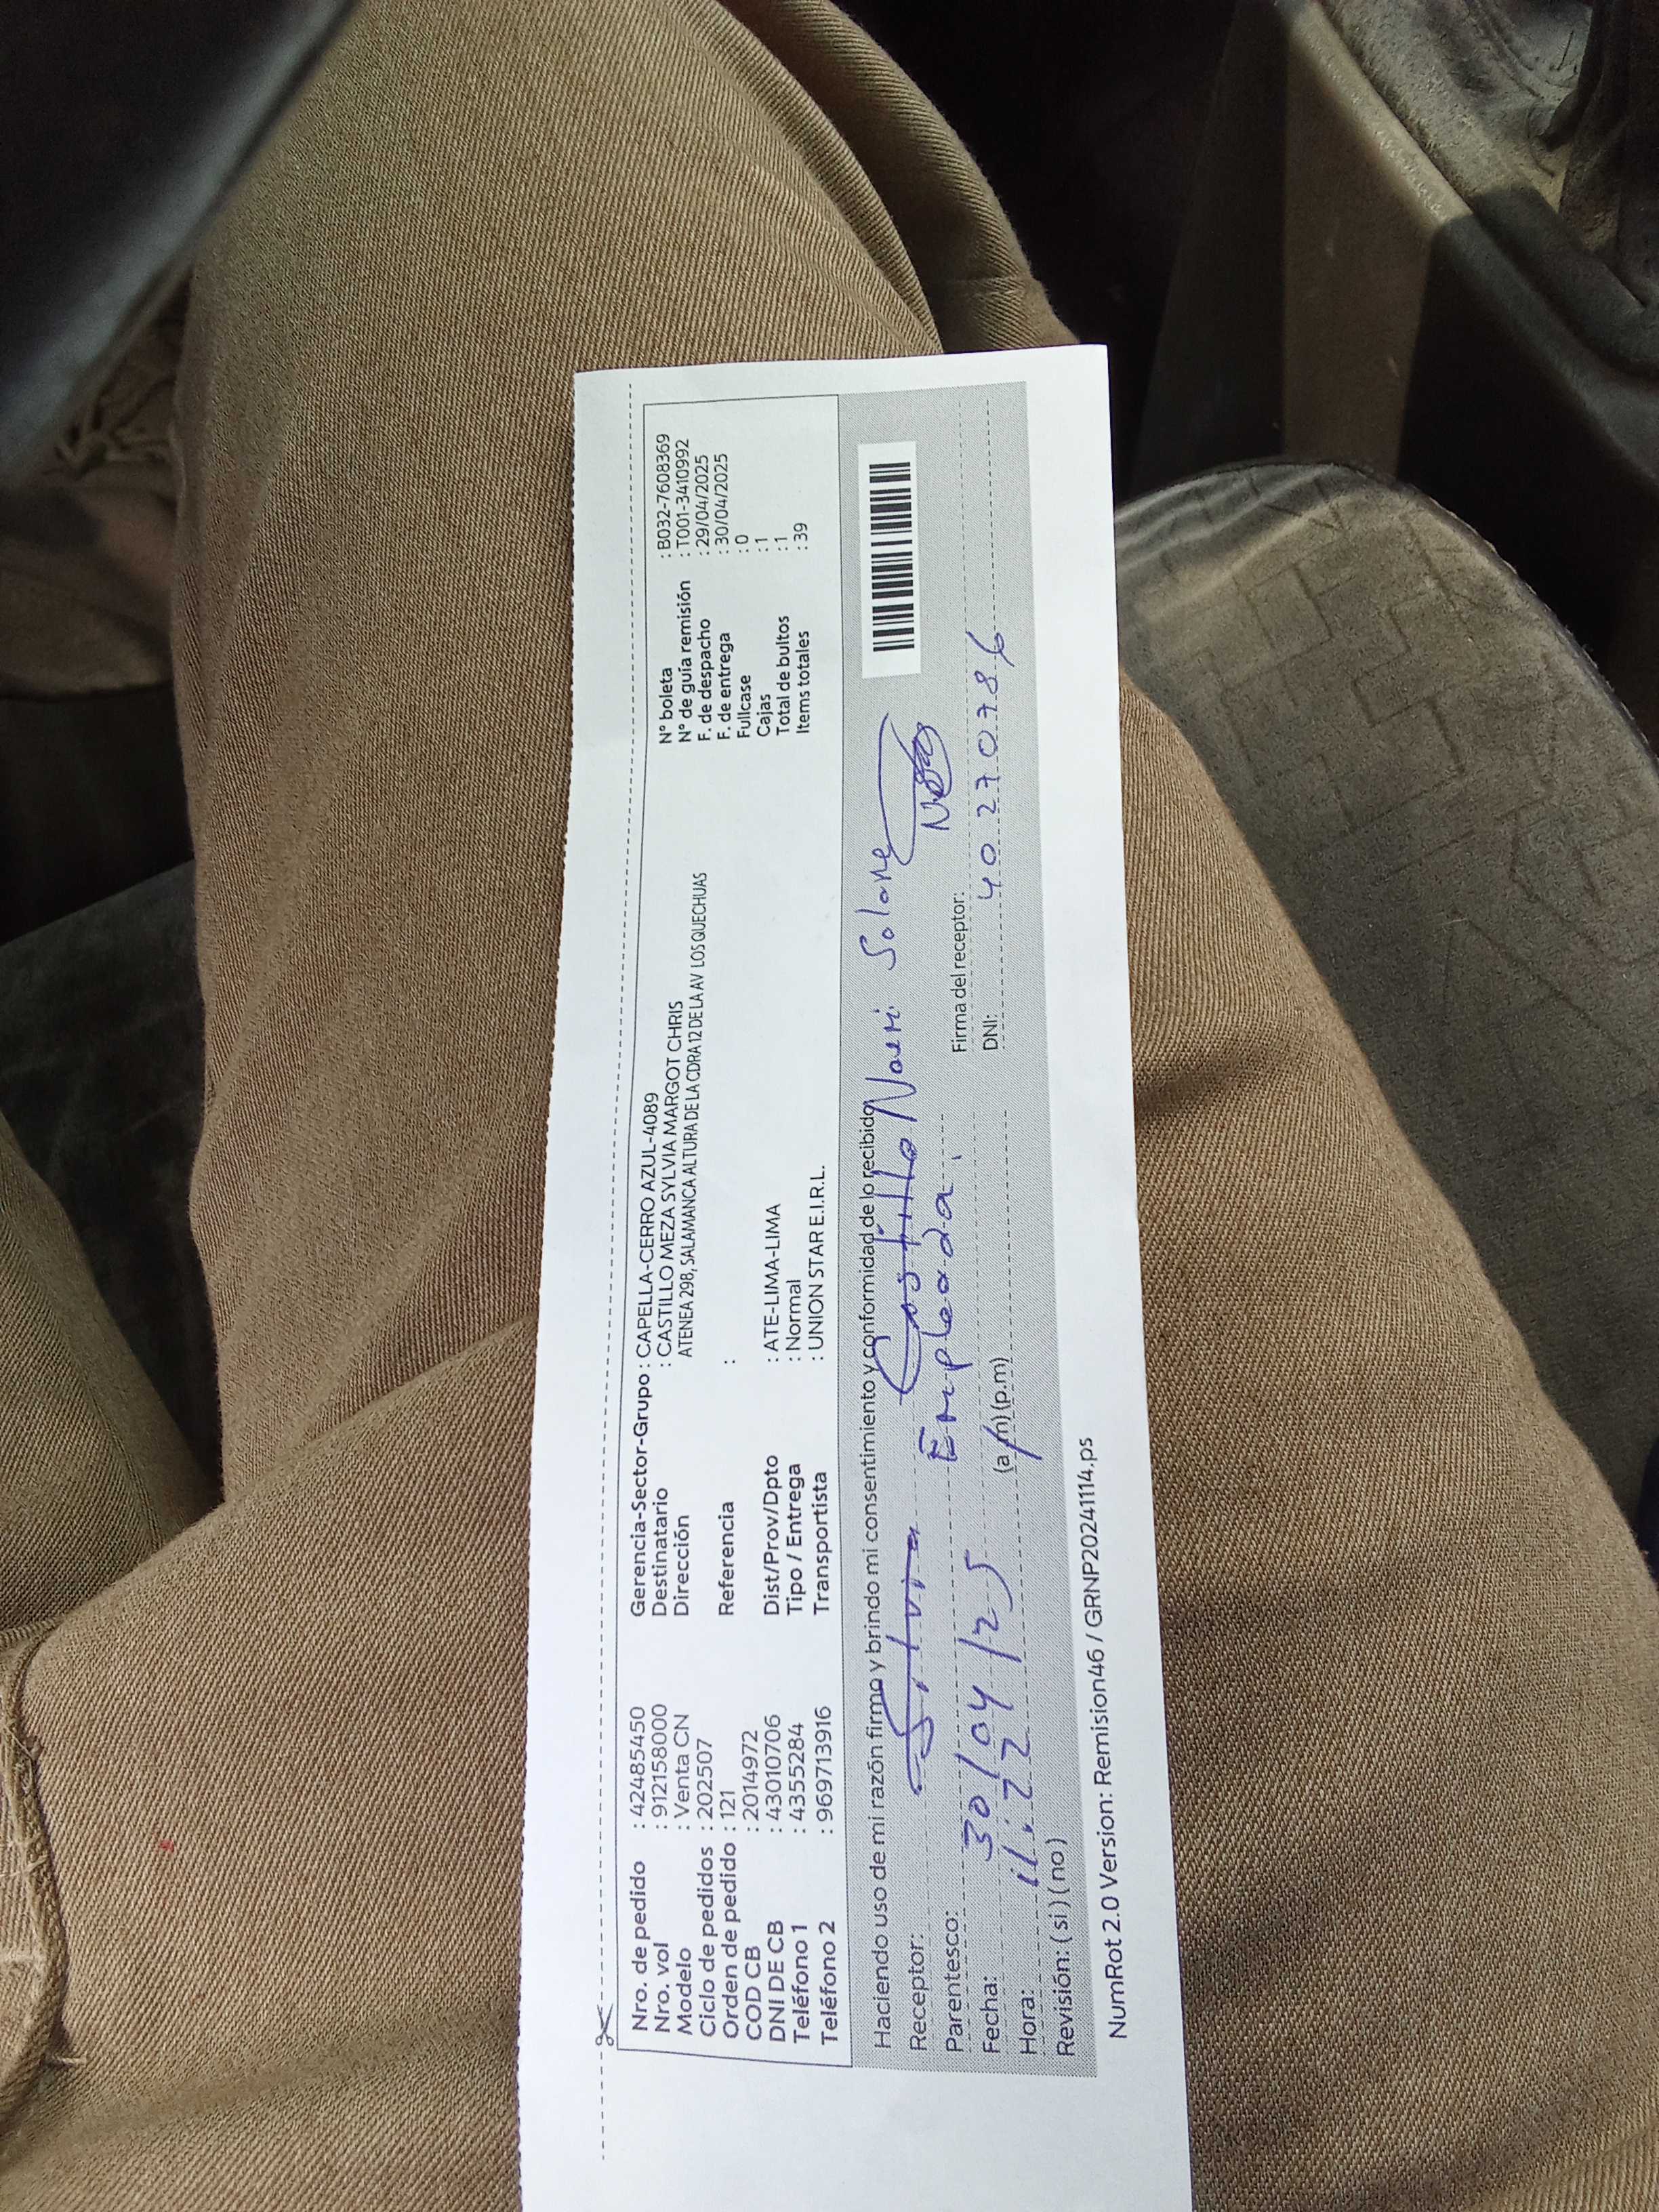 Nro. de pedido : 42485450
Nro. vol : 912158000
Modelo : Venta CN
Ciclo de pedidos : 202507
Orden de pedido : 121
COD CB : 2014972
DNI DE CB : 43010706
Teléfono 1 : 4355284
Teléfono 2 : 969713916
Gerencia-Sector-Grupo : CAPELLA-CERRO AZUL-4089
Destinatario : CASTILLO MEZA SYLVIA MARGOT CHRIS
Dirección ATENEA 298, SALAMANCA ALTURA DE LA CDRA 12 DE LA AV LOS QUECHUAS
Referencia :
Dist/Prov/Dpto : ATE-LIMA-LIMA
Tipo / Entrega : Normal
Transportista : UNION STAR E.I.R.L.
N° boleta : B032-7608369
N° de guía remisión : T001-3410992
F. de despacho : 29/04/2025
F. de entrega : 30/04/2025
Fullcase : 0
Cajas : 1
Total de bultos : 1
Items totales : 39
Haciendo uso de mi razón firmo y brindo mi consentimiento y conformidad de lo recibido
Receptor: Silvia Castillo
Parentesco: Empleada.
Firma del receptor:
Fecha: 30/04/25
DNI: 40270786
Hora: 11:22 (a.m) (p.m)
Revisión: ( si ) ( no )
NumRot 2.0 Version: Remision46 / GRNP20241114.ps